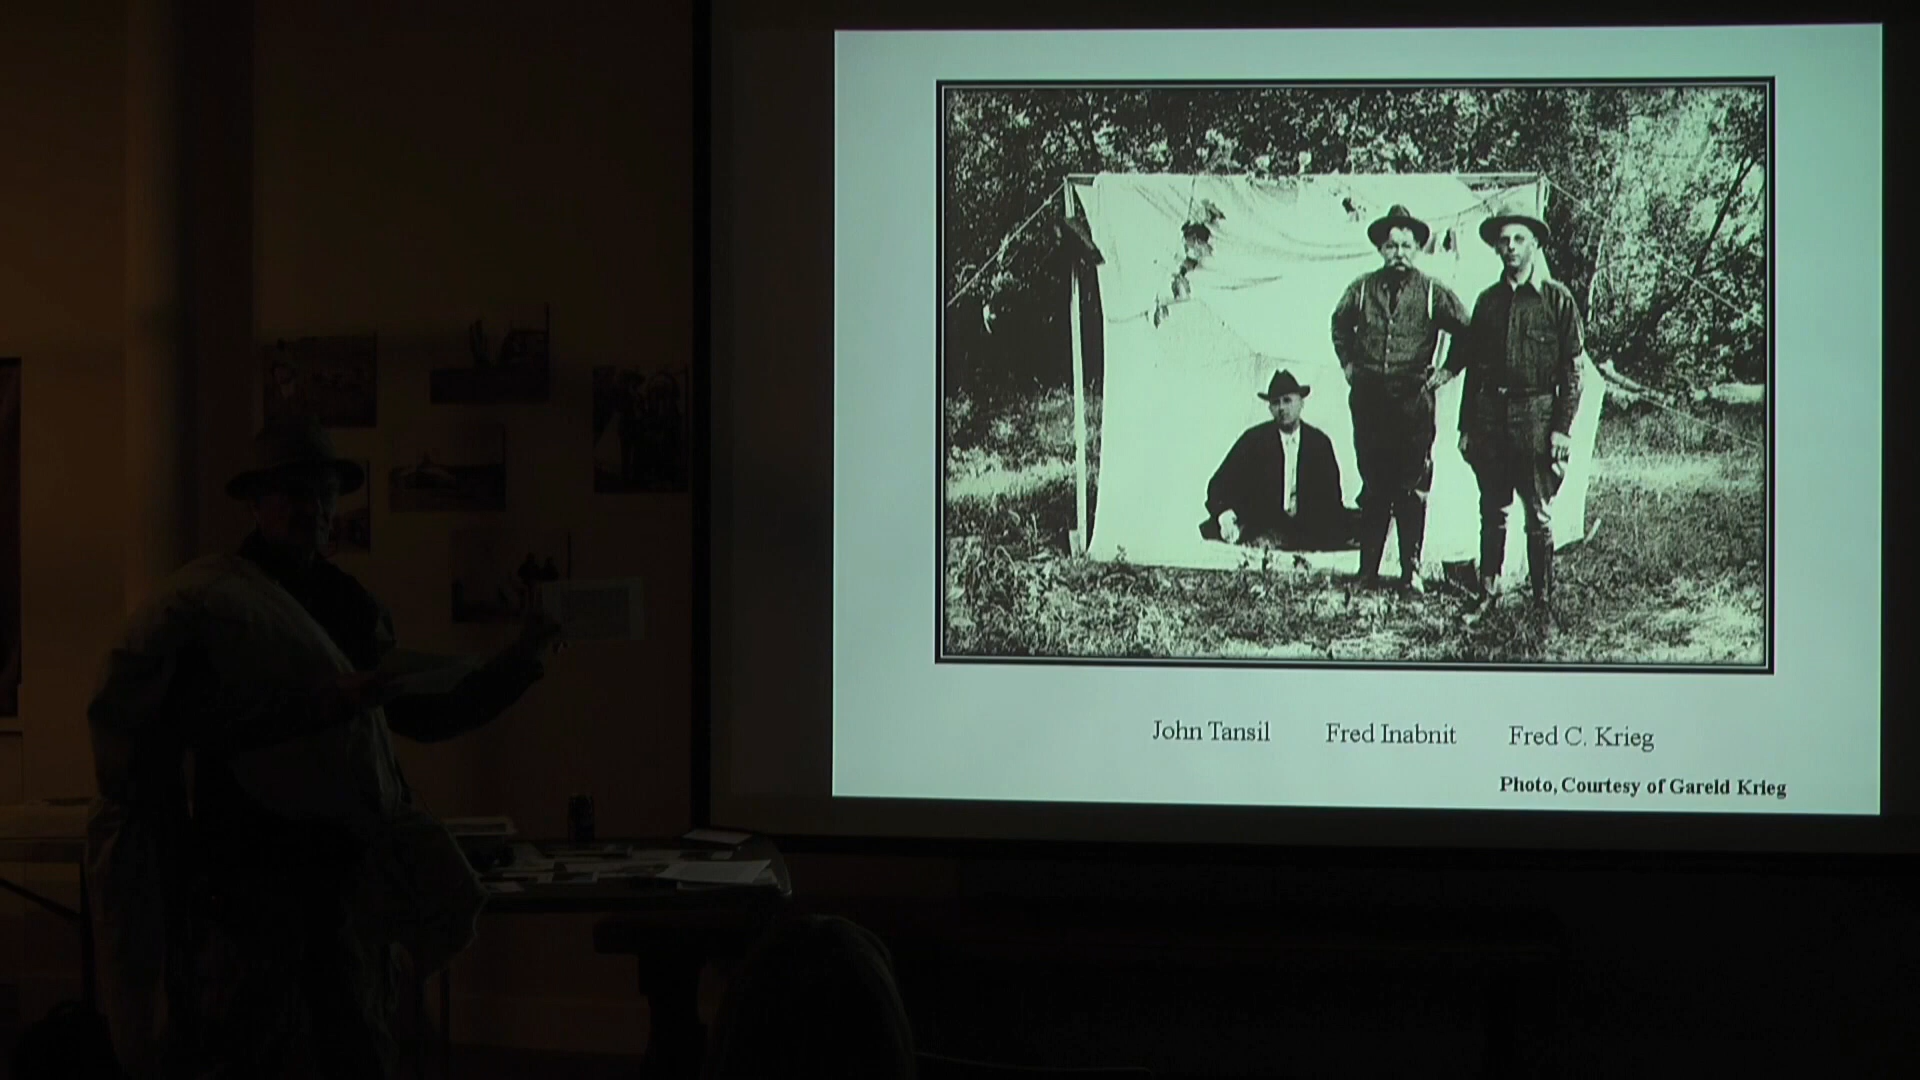 John Tansil Fred Inabnit Fred C. Krieg
Photo, Courtesy of Gareld Krieg